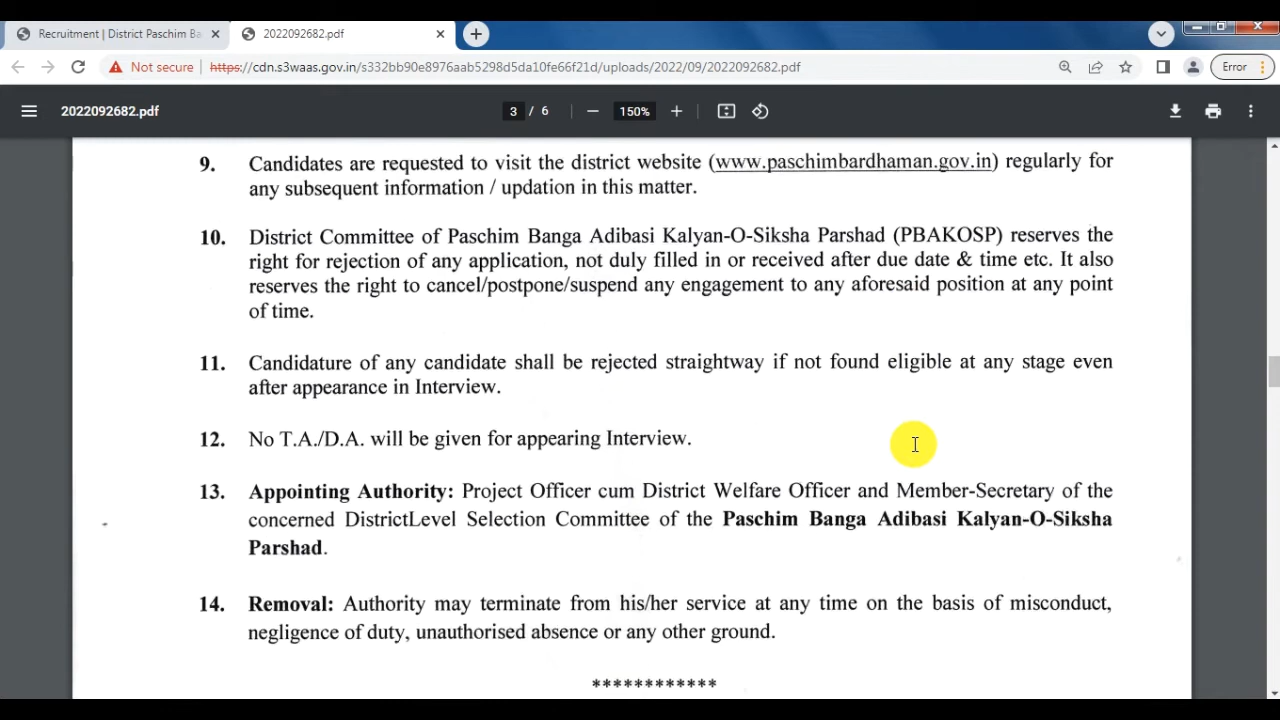 Recruitment | District Paschim Ba
2022092682.pdf
Not secure
https://cdn.s3waas.gov.in/s332bb90e8976aab5298d5da10fe66f21d/uploads/2022/09/2022092682.pdf
Error
2022092682.pdf
3 / 6
150%
9. Candidates are requested to visit the district website (www.paschimbardhaman.gov.in) regularly for
any subsequent information / updation in this matter.
10. District Committee of Paschim Banga Adibasi Kalyan-O-Siksha Parshad (PBAKOSP) reserves the
right for rejection of any application, not duly filled in or received after due date & time etc. It also
reserves the right to cancel/postpone/suspend any engagement to any aforesaid position at any point
of time.
11. Candidature of any candidate shall be rejected straightway if not found eligible at any stage even
after appearance in Interview.
12. No T.A./D.A. will be given for appearing Interview.
13. Appointing Authority: Project Officer cum District Welfare Officer and Member-Secretary of the
concerned DistrictLevel Selection Committee of the Paschim Banga Adibasi Kalyan-O-Siksha
Parshad.
14. Removal: Authority may terminate from his/her service at any time on the basis of misconduct,
negligence of duty, unauthorised absence or any other ground.
************